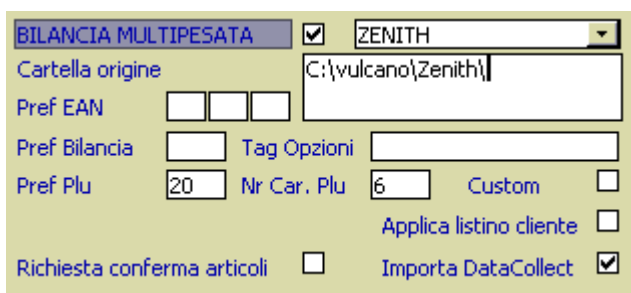 BILANCIA MULTIPESATA ZENITH
Cartella origine C:\vulcano\Zenith\
Pref EAN
Pref Bilancia Tag Opzioni
Pref Plu 20 Nr Car. Plu 6 Custom
Applica listino cliente
Richiesta conferma articoli Importa DataCollect